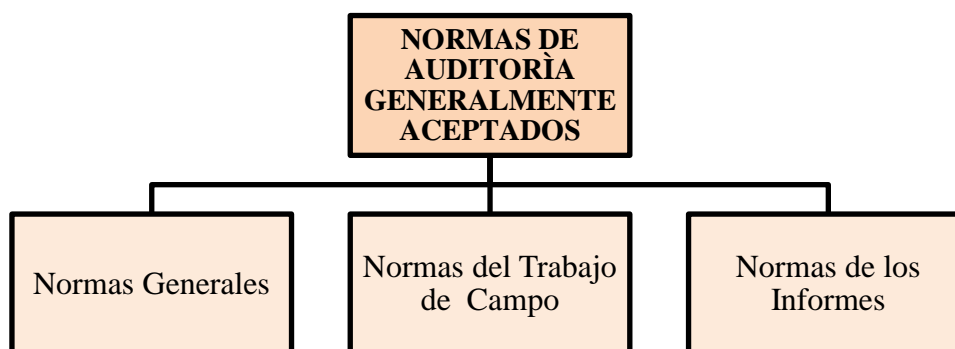 NORMAS DE
AUDITORÌA
GENERALMENTE
ACEPTADOS
Normas Generales
Normas del Trabajo
de Campo
Normas de los
Informes